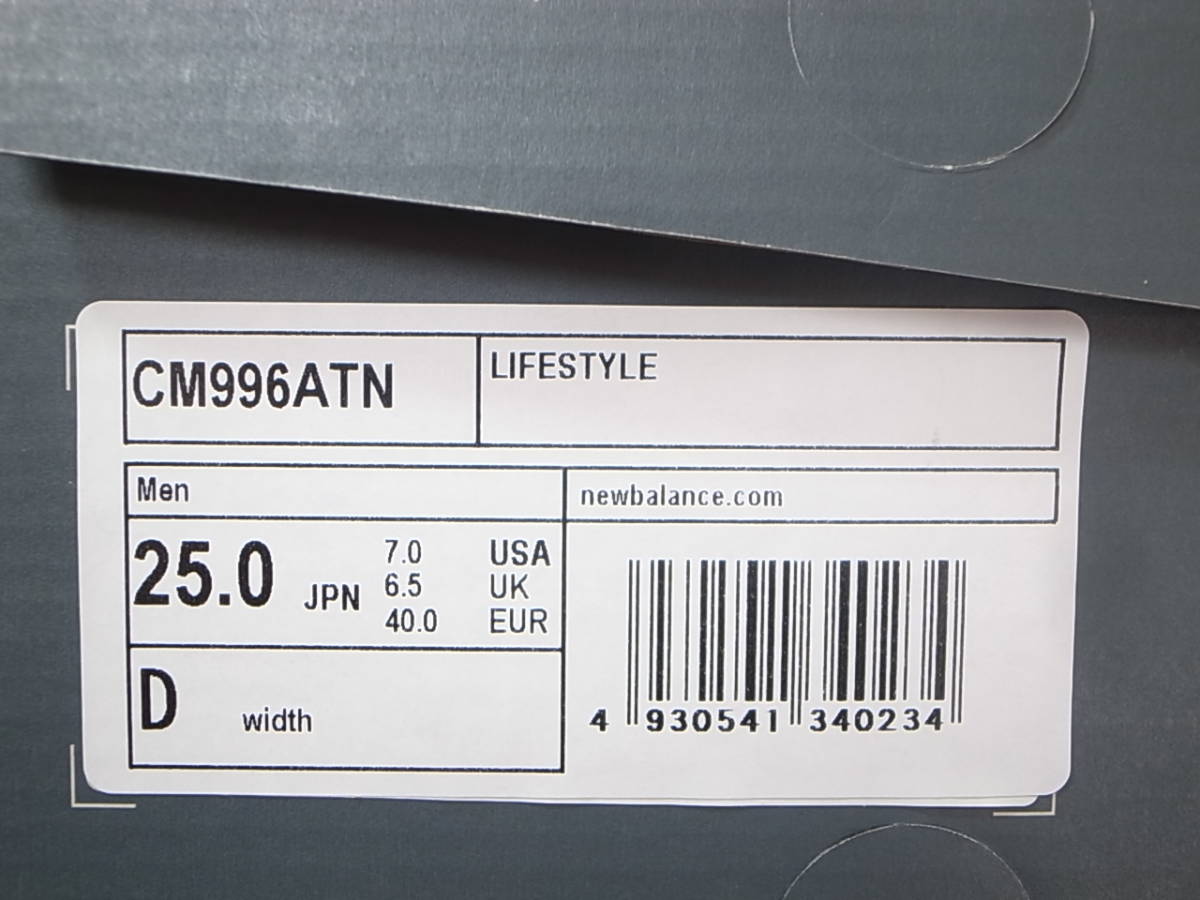 CM996ATN
LIFESTYLE
Men
newbalance.com
25.0 JPN
7.0 USA
6.5 UK
40.0 EUR
D width
4 930541 340234